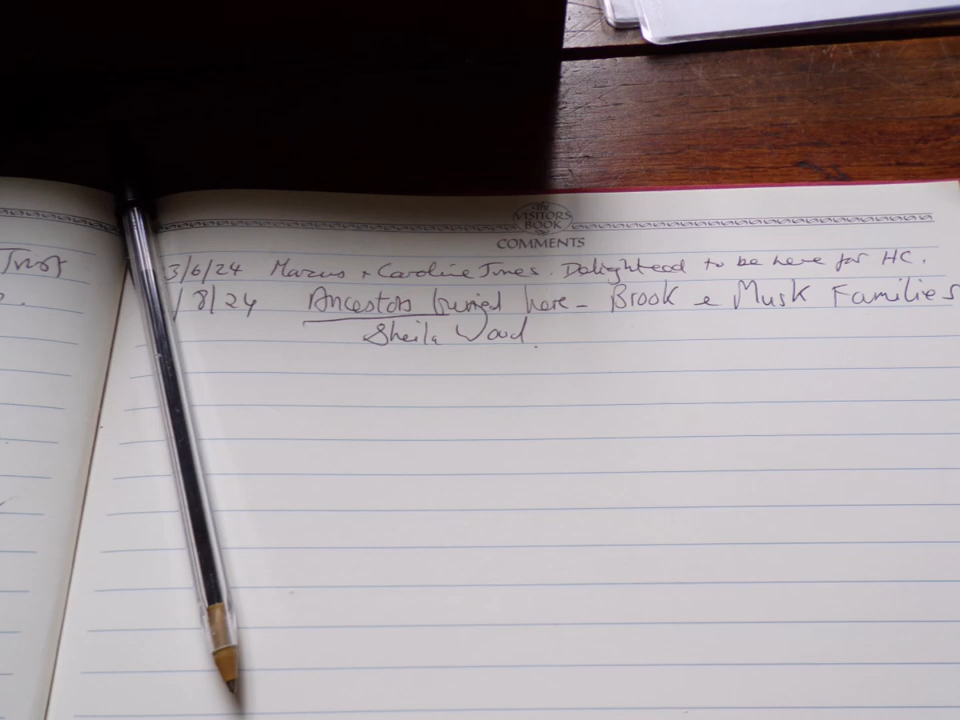 The
VISITORS
BOOK
COMMENTS
Trust
3/6/24 Marcus + Caroline Jones. Delighted to be here for HC.
/8/24 Ancestors buried here - Brook & Musk Families
Sheila Wood.